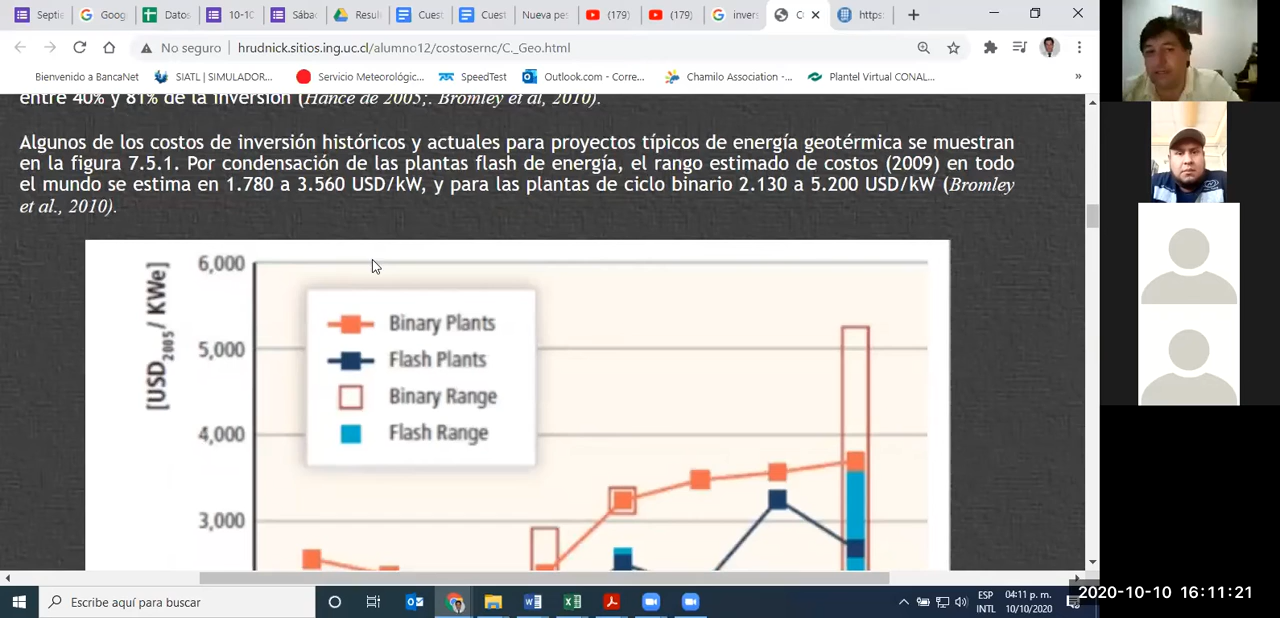 Septi
Goog
Datos
10-10
Sába
Resul
Cuest
Cuest
Nueva pe
(179)
(179)
inver
C
https:
No seguro
hrudnick.sitios.ing.uc.cl/alumno12/costosernc/C._Geo.html
Bienvenido a BancaNet
SIATL | SIMULADOR...
Servicio Meteorológic...
SpeedTest
Outlook.com - Corre...
Chamilo Association -...
Plantel Virtual CONAL...
»
entre 40% y 81% de la inversión (Hance de 2005;. Bromley et al, 2010).
Algunos de los costos de inversión históricos y actuales para proyectos típicos de energía geotérmica se muestran
en la figura 7.5.1. Por condensación de las plantas flash de energía, el rango estimado de costos (2009) en todo
el mundo se estima en 1.780 a 3.560 USD/kW, y para las plantas de ciclo binario 2.130 a 5.200 USD/kW (Bromley
et al., 2010).
[USD2005/ KWe]
6,000
5,000
4,000
3,000
Binary Plants
Flash Plants
Binary Range
Flash Range
Escribe aquí para buscar
ESP
INTL
04:11 p. m.
10/10/2020
2020-10-10 16:11:21